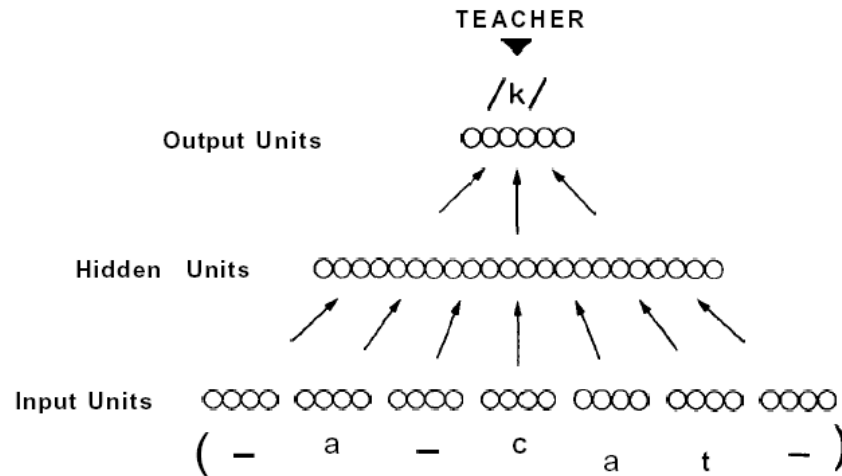 TEACHER
/k/
Output Units
Hidden Units
Input Units
( – a – c a t – )